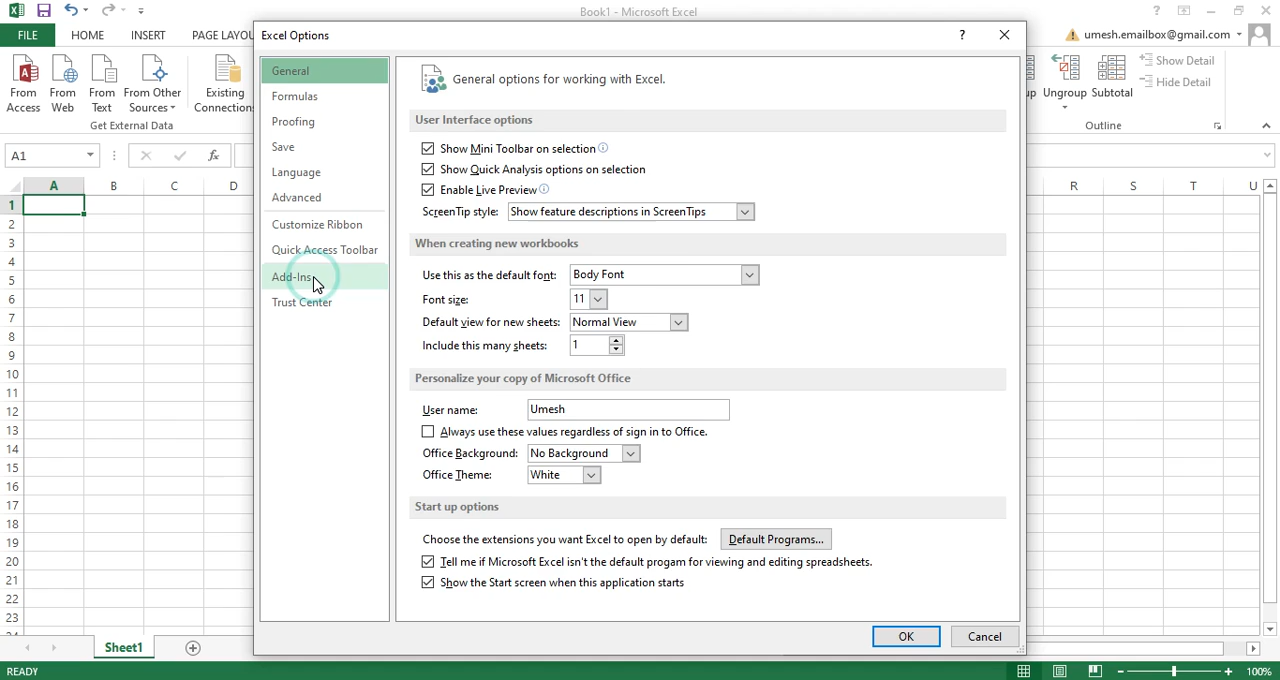 Book1 - Microsoft Excel
?
FILE
HOME
INSERT
PAGE LAYOU
umesh.emailbox@gmail.com
From Access
From Web
From Text
From Other Sources
Existing Connection
Get External Data
up
Ungroup
Subtotal
Show Detail
Hide Detail
Outline
A1
fx
A B C D R S T U
1
2
3
4
5
6
7
8
9
10
11
12
13
14
15
16
17
18
19
20
21
22
23
24
Excel Options
?
General
Formulas
Proofing
Save
Language
Advanced
Customize Ribbon
Quick Access Toolbar
Add-Ins
Trust Center
General options for working with Excel.
User Interface options
Show Mini Toolbar on selection
Show Quick Analysis options on selection
Enable Live Preview
ScreenTip style: Show feature descriptions in ScreenTips
When creating new workbooks
Use this as the default font: Body Font
Font size: 11
Default view for new sheets: Normal View
Include this many sheets: 1
Personalize your copy of Microsoft Office
User name: Umesh
Always use these values regardless of sign in to Office.
Office Background: No Background
Office Theme: White
Start up options
Choose the extensions you want Excel to open by default: Default Programs...
Tell me if Microsoft Excel isn't the default progam for viewing and editing spreadsheets.
Show the Start screen when this application starts
OK
Cancel
Sheet1
READY
100%